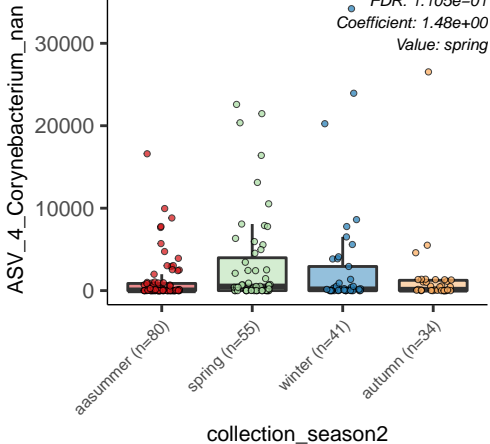 FDR: 1.105e−01
Coefficient: 1.48e+00
Value: spring
ASV_4_Corynebacterium_nan
30000
20000
10000
0
aasummer (n=80)
spring (n=55)
winter (n=41)
autumn (n=34)
collection_season2